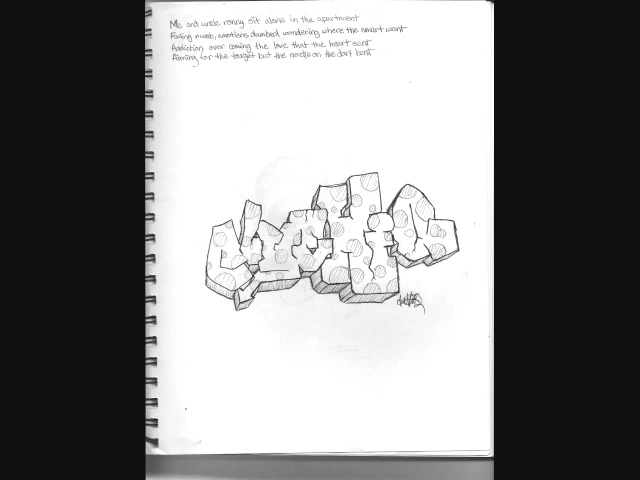 Me and uncle ronny sit alone in the apartment
Feeling numb, emotions dumbed, wondering where the smart went
Addiction over coming the love that the heart sent
Aiming for the target but the needle on the dart bent